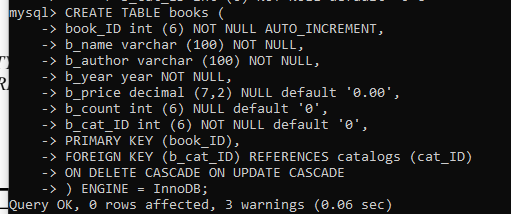 mysql> CREATE TABLE books (
-> book_ID int (6) NOT NULL AUTO_INCREMENT,
-> b_name varchar (100) NOT NULL,
-> b_author varchar (100) NOT NULL,
-> b_year year NOT NULL,
-> b_price decimal (7,2) NULL default '0.00',
-> b_count int (6) NULL default '0',
-> b_cat_ID int (6) NOT NULL default '0',
-> PRIMARY KEY (book_ID),
-> FOREIGN KEY (b_cat_ID) REFERENCES catalogs (cat_ID)
-> ON DELETE CASCADE ON UPDATE CASCADE
-> ) ENGINE = InnoDB;
Query OK, 0 rows affected, 3 warnings (0.06 sec)